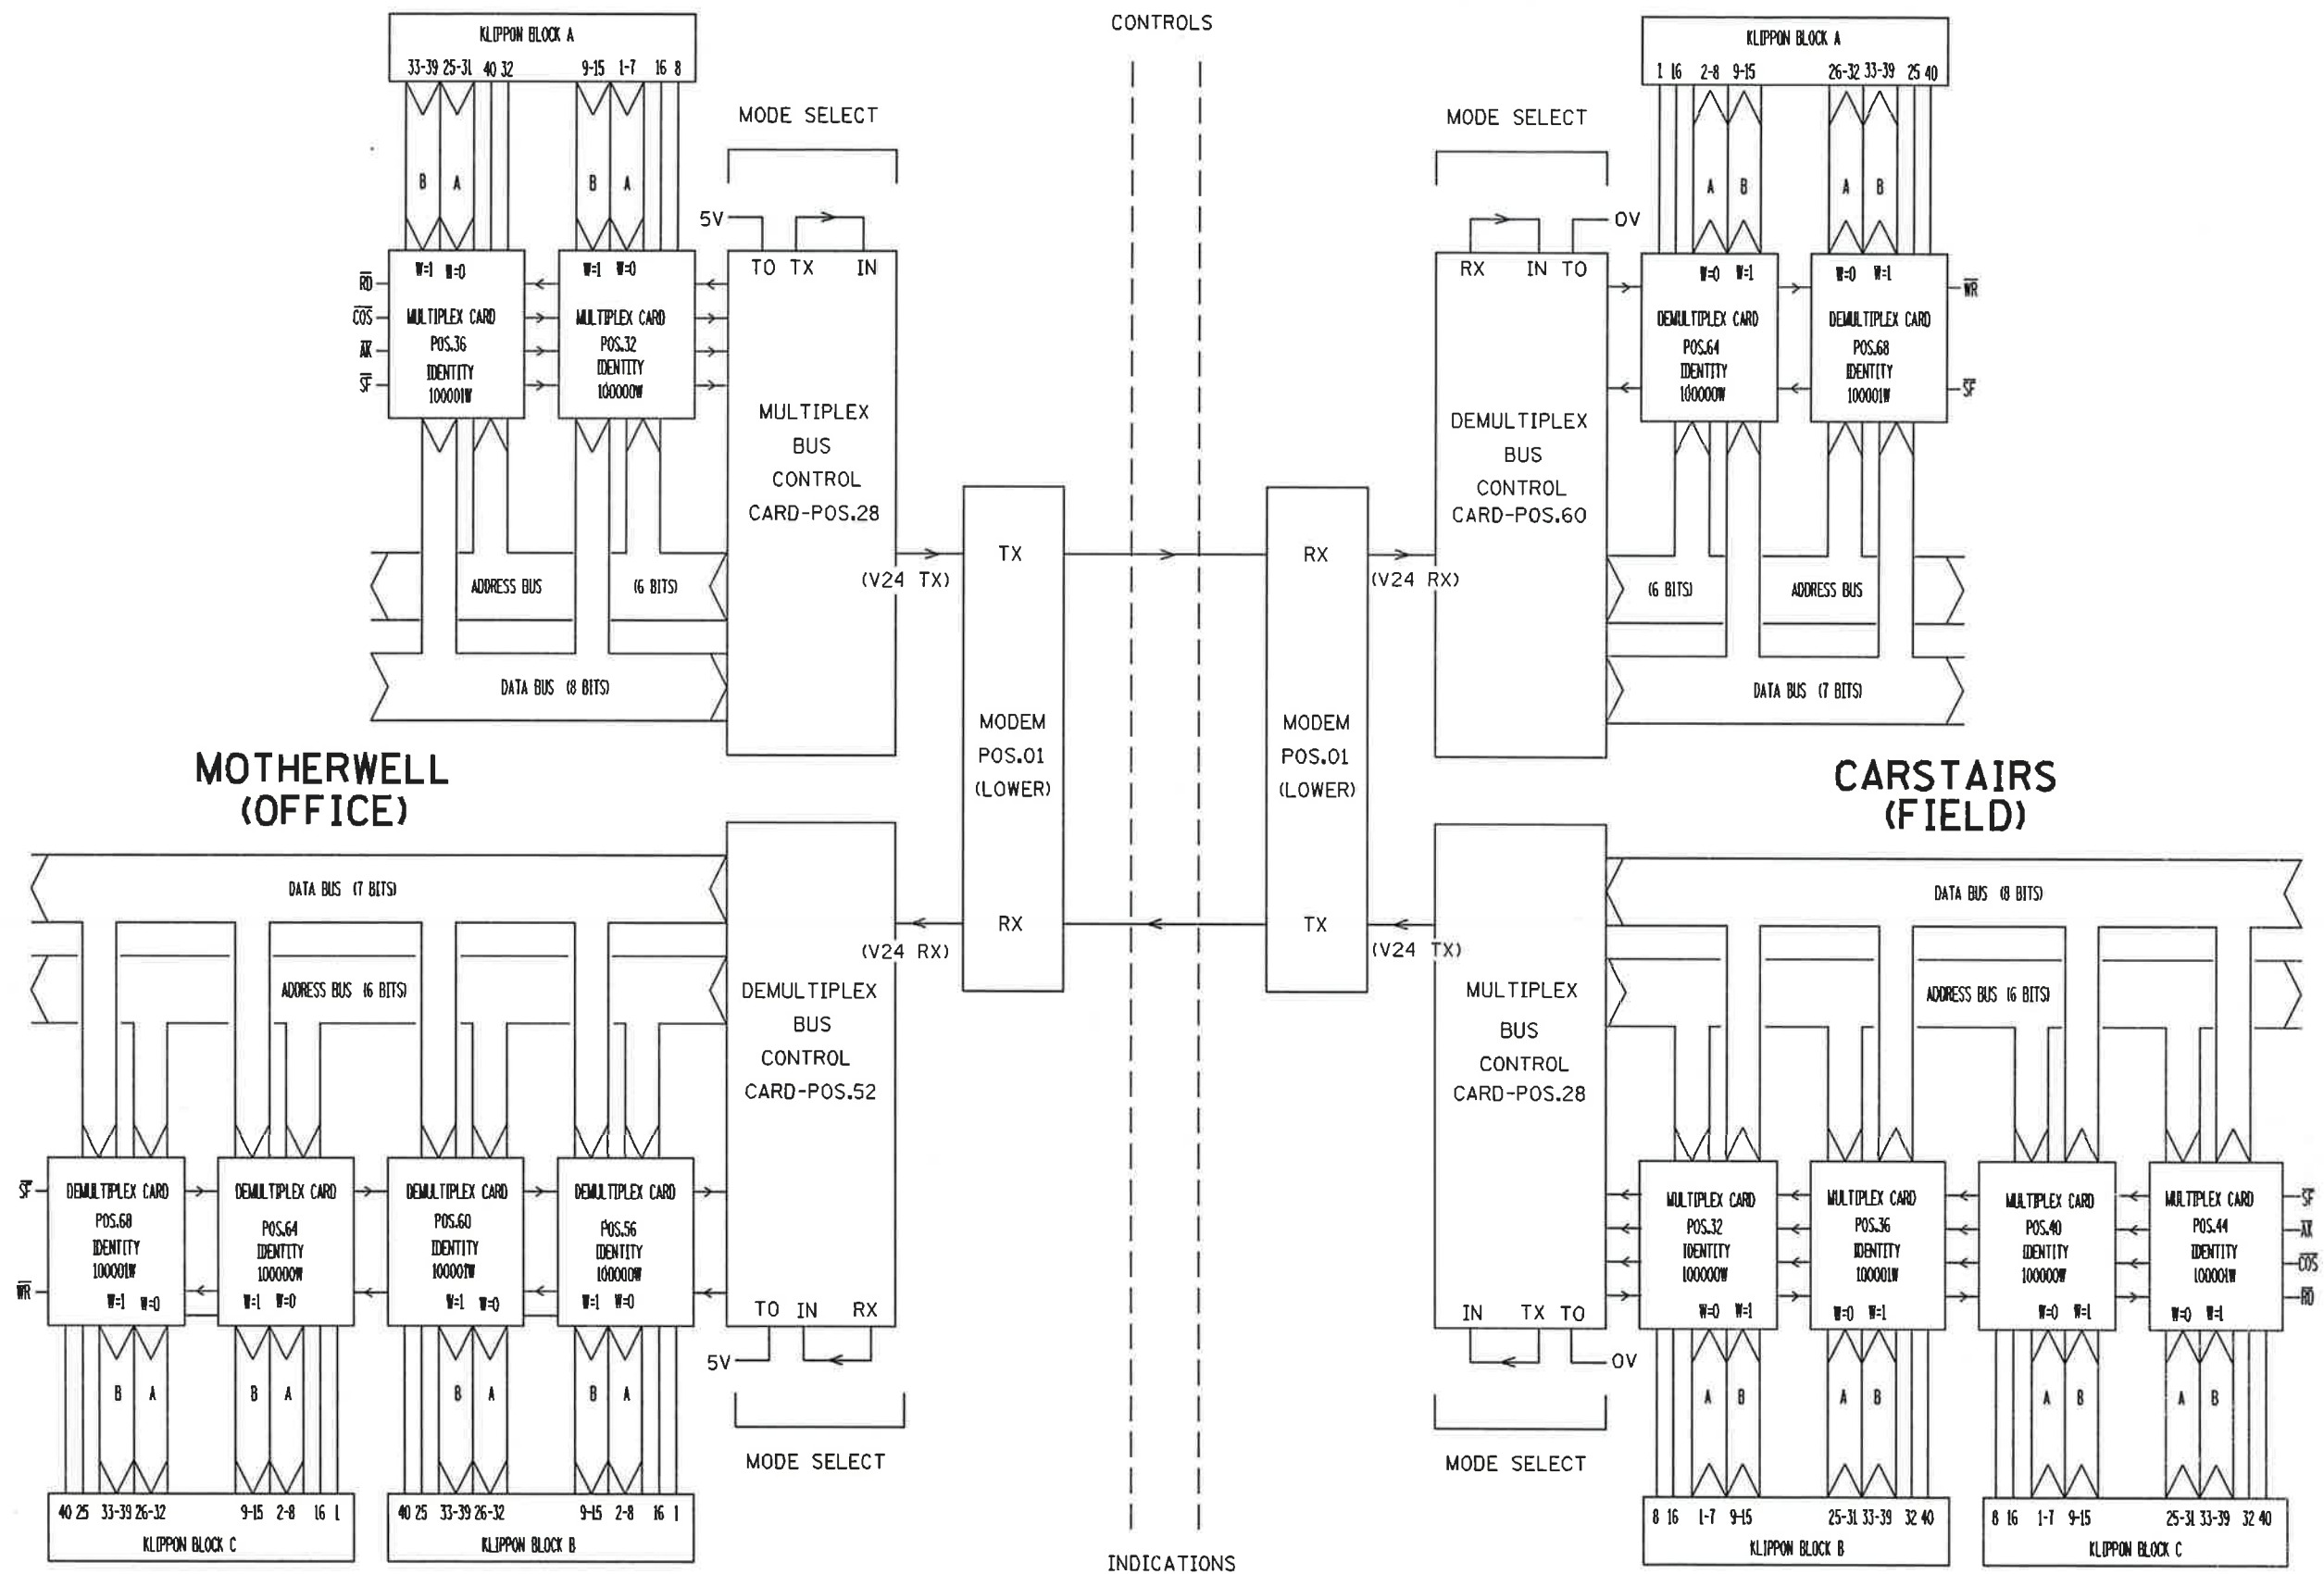 CONTROLS
KLIPPON BLOCK A
33-39 25-31 40 32 9-15 1-7 16 8
MODE SELECT
B A B A
5V
TO TX IN
W=1 W=0 W=1 W=0
RD
COS
AK
SF
MULTIPLEX CARD
POS.36
IDENTITY
100001W
MULTIPLEX CARD
POS.32
IDENTITY
100000W
MULTIPLEX
BUS
CONTROL
CARD-POS.28
(V24 TX)
ADDRESS BUS (6 BITS)
DATA BUS (8 BITS)
TX
MODEM
POS.01
(LOWER)
RX
KLIPPON BLOCK A
1 16 2-8 9-15 26-32 33-39 25 40
MODE SELECT
A B A B
0V
RX IN TO
W=0 W=1 W=0 W=1
WR
SF
DEMULTIPLEX CARD
POS.64
IDENTITY
100000W
DEMULTIPLEX CARD
POS.68
IDENTITY
100001W
DEMULTIPLEX
BUS
CONTROL
CARD-POS.60
(V24 RX)
(6 BITS) ADDRESS BUS
DATA BUS (7 BITS)
RX
MODEM
POS.01
(LOWER)
TX
MOTHERWELL
(OFFICE)
CARSTAIRS
(FIELD)
DATA BUS (7 BITS)
ADDRESS BUS (6 BITS)
(V24 RX)
DEMULTIPLEX
BUS
CONTROL
CARD-POS.52
TO IN RX
5V
MODE SELECT
SF
WR
DEMULTIPLEX CARD
POS.68
IDENTITY
100001W
W=1 W=0
DEMULTIPLEX CARD
POS.64
IDENTITY
100000W
W=1 W=0
DEMULTIPLEX CARD
POS.60
IDENTITY
100001W
W=1 W=0
DEMULTIPLEX CARD
POS.56
IDENTITY
100000W
W=1 W=0
B A B A B A B A
40 25 33-39 26-32 9-15 2-8 16 1
KLIPPON BLOCK C
40 25 33-39 26-32 9-15 2-8 16 1
KLIPPON BLOCK B
DATA BUS (8 BITS)
ADDRESS BUS (6 BITS)
(V24 TX)
MULTIPLEX
BUS
CONTROL
CARD-POS.28
IN TX TO
0V
MODE SELECT
MULTIPLEX CARD
POS.32
IDENTITY
100000W
W=0 W=1
MULTIPLEX CARD
POS.36
IDENTITY
100001W
W=0 W=1
MULTIPLEX CARD
POS.40
IDENTITY
100000W
W=0 W=1
MULTIPLEX CARD
POS.44
IDENTITY
100001W
W=0 W=1
SF
AK
COS
RD
A B A B A B A B
8 16 1-7 9-15 25-31 33-39 32 40
KLIPPON BLOCK B
8 16 1-7 9-15 25-31 33-39 32 40
KLIPPON BLOCK C
INDICATIONS